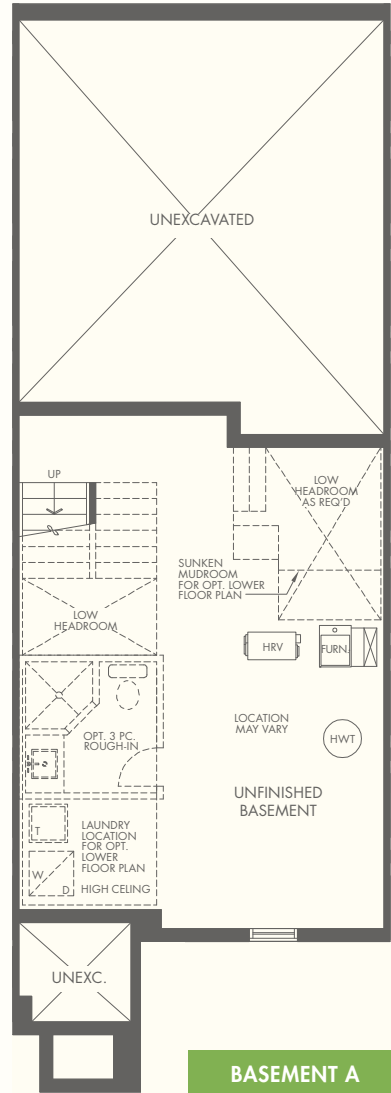 UNEXCAVATED
UP
LOW
HEADROOM
AS REQ'D
SUNKEN
MUDROOM
FOR OPT. LOWER
FLOOR PLAN
LOW
HEADROOM
HRV
FURN.
OPT. 3 PC.
ROUGH-IN
LOCATION
MAY VARY
HWT
UNFINISHED
BASEMENT
T
LAUNDRY
LOCATION
FOR OPT.
LOWER
FLOOR PLAN
W
D
HIGH CELING
UNEXC.
BASEMENT A